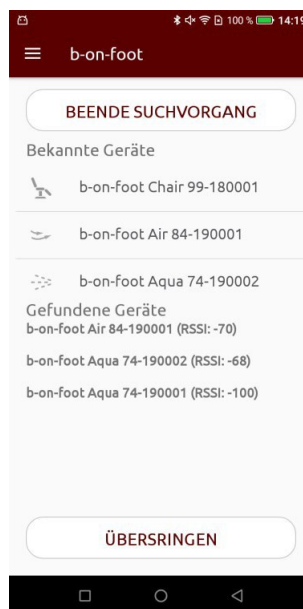 100 % 14:19
b-on-foot
BEENDE SUCHVORGANG
Bekannte Geräte
b-on-foot Chair 99-180001
b-on-foot Air 84-190001
b-on-foot Aqua 74-190002
Gefundene Geräte
b-on-foot Air 84-190001 (RSSI: -70)
b-on-foot Aqua 74-190002 (RSSI: -68)
b-on-foot Aqua 74-190001 (RSSI: -100)
ÜBERSRINGEN